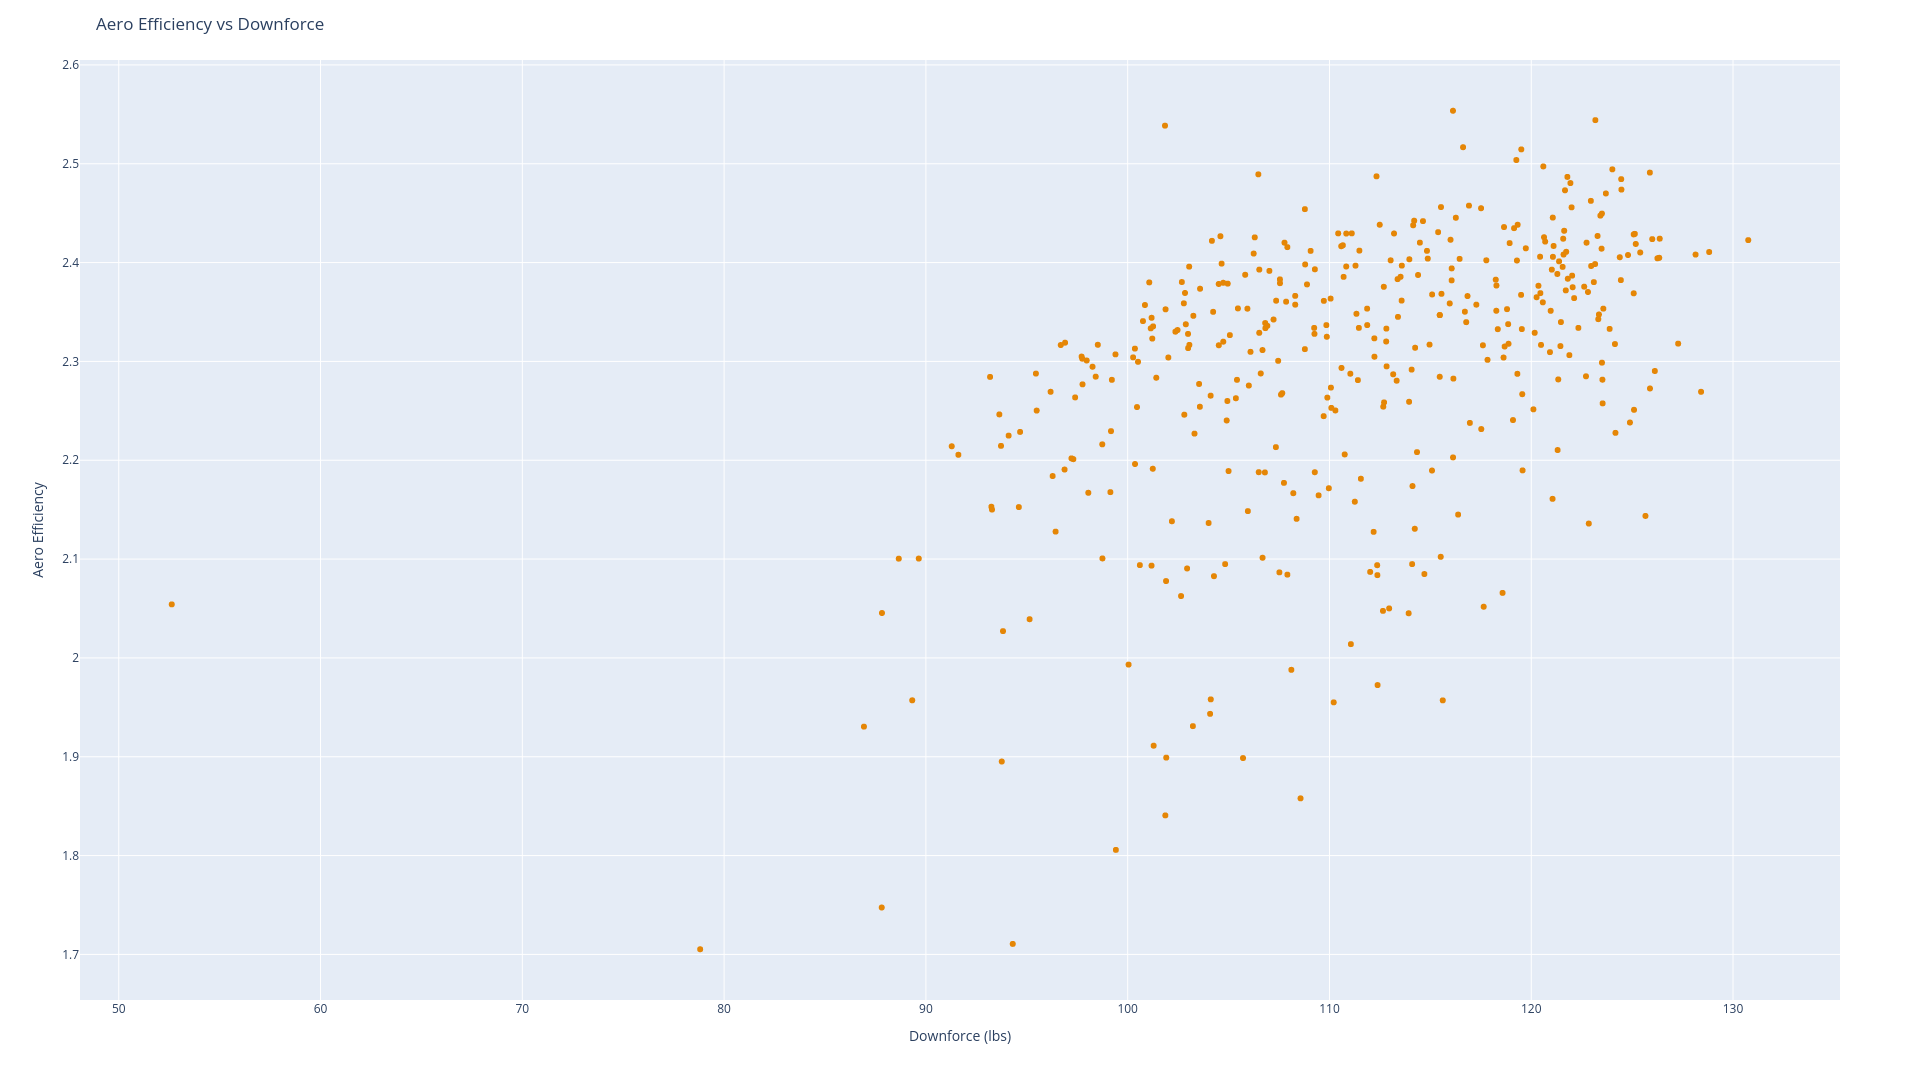 Aero Efficiency vs Downforce
2.6
2.5
2.4
2.3
2.2
2.1
2
1.9
1.8
1.7
Aero Efficiency
50 60 70 80 90 100 110 120 130
Downforce (lbs)